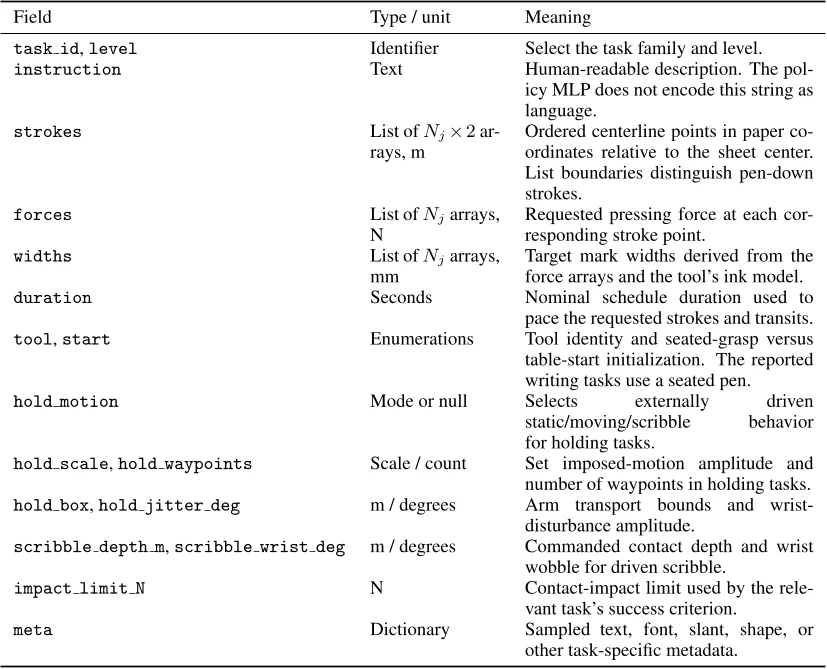 Field Type / unit Meaning
task_id, level Identifier Select the task family and level.
instruction Text Human-readable description. The pol-
icy MLP does not encode this string as
language.
strokes List of N_j × 2 ar- Ordered centerline points in paper co-
rays, m ordinates relative to the sheet center.
List boundaries distinguish pen-down
strokes.
forces List of N_j arrays, Requested pressing force at each cor-
N responding stroke point.
widths List of N_j arrays, Target mark widths derived from the
mm force arrays and the tool's ink model.
duration Seconds Nominal schedule duration used to
pace the requested strokes and transits.
tool, start Enumerations Tool identity and seated-grasp versus
table-start initialization. The reported
writing tasks use a seated pen.
hold_motion Mode or null Selects externally driven
static/moving/scribble behavior
for holding tasks.
hold_scale, hold_waypoints Scale / count Set imposed-motion amplitude and
number of waypoints in holding tasks.
hold_box, hold_jitter_deg m / degrees Arm transport bounds and wrist-
disturbance amplitude.
scribble_depth_m, scribble_wrist_deg m / degrees Commanded contact depth and wrist
wobble for driven scribble.
impact_limit_N N Contact-impact limit used by the rele-
vant task's success criterion.
meta Dictionary Sampled text, font, slant, shape, or
other task-specific metadata.